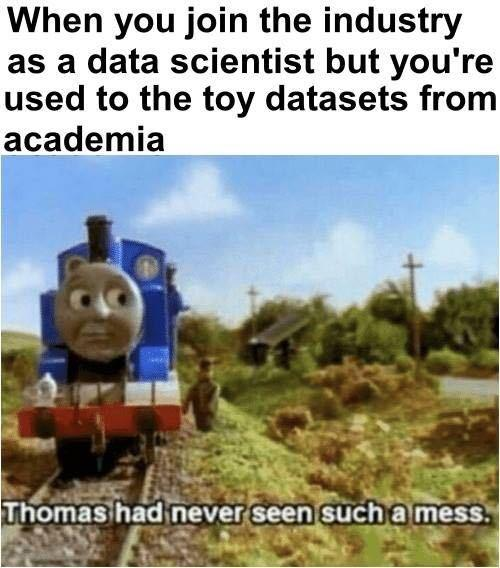 When you join the industry
as a data scientist but you're
used to the toy datasets from
academia
Thomas had never seen such a mess.